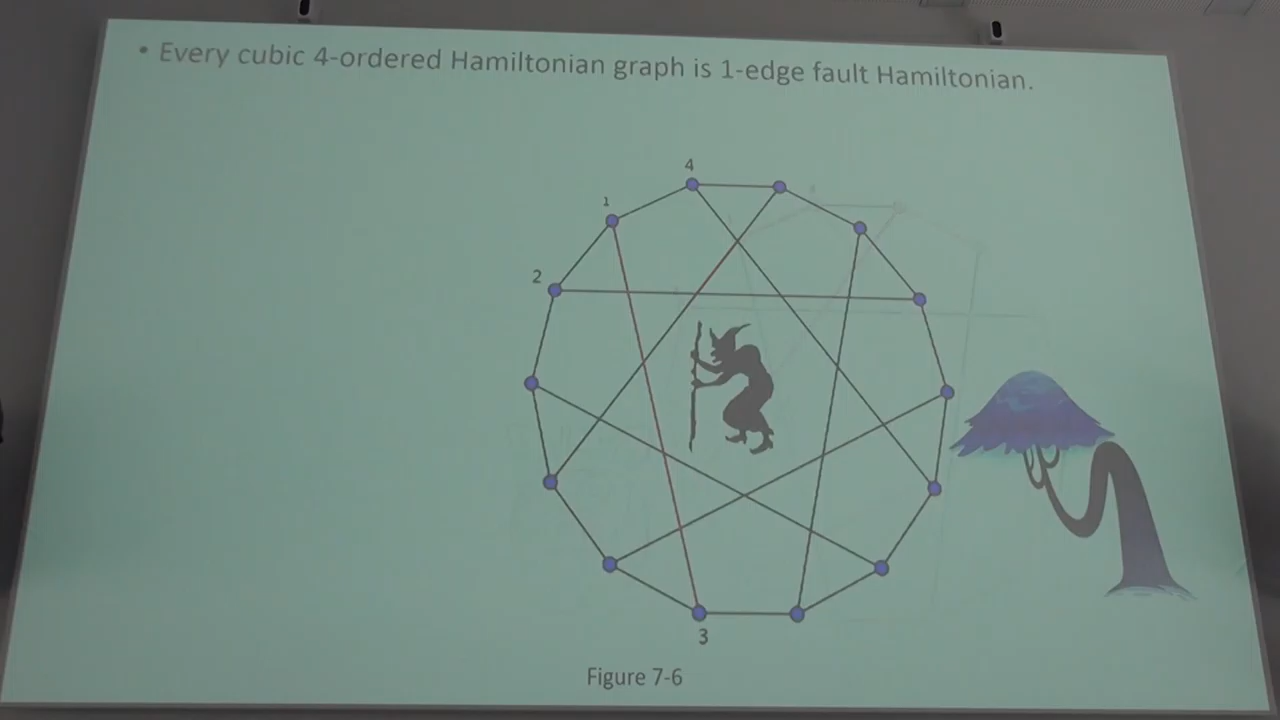 • Every cubic 4-ordered Hamiltonian graph is 1-edge fault Hamiltonian.
4
1
2
3
Figure 7-6